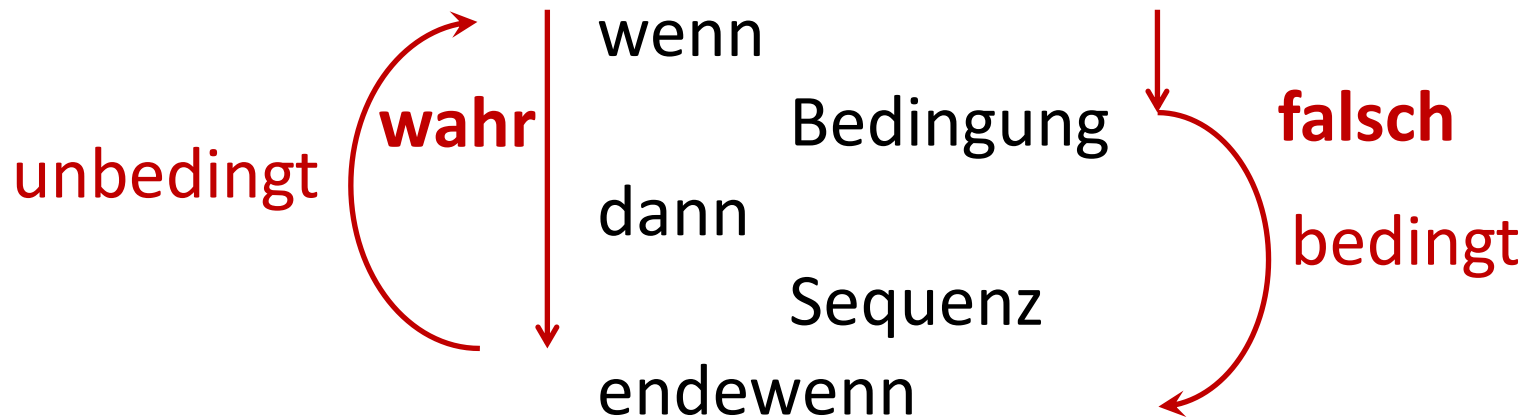 wenn
wahr
Bedingung
falsch
unbedingt
dann
bedingt
Sequenz
endewenn